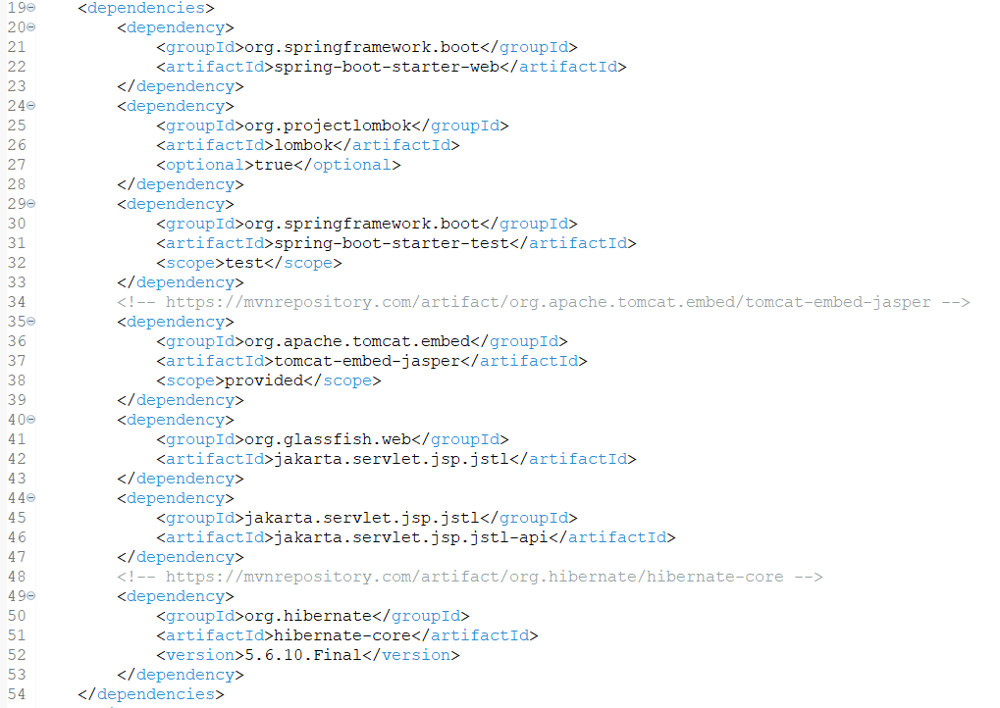 19 <dependencies>
20 <dependency>
21 <groupId>org.springframework.boot</groupId>
22 <artifactId>spring-boot-starter-web</artifactId>
23 </dependency>
24 <dependency>
25 <groupId>org.projectlombok</groupId>
26 <artifactId>lombok</artifactId>
27 <optional>true</optional>
28 </dependency>
29 <dependency>
30 <groupId>org.springframework.boot</groupId>
31 <artifactId>spring-boot-starter-test</artifactId>
32 <scope>test</scope>
33 </dependency>
34 <!-- https://mvnrepository.com/artifact/org.apache.tomcat.embed/tomcat-embed-jasper -->
35 <dependency>
36 <groupId>org.apache.tomcat.embed</groupId>
37 <artifactId>tomcat-embed-jasper</artifactId>
38 <scope>provided</scope>
39 </dependency>
40 <dependency>
41 <groupId>org.glassfish.web</groupId>
42 <artifactId>jakarta.servlet.jsp.jstl</artifactId>
43 </dependency>
44 <dependency>
45 <groupId>jakarta.servlet.jsp.jstl</groupId>
46 <artifactId>jakarta.servlet.jsp.jstl-api</artifactId>
47 </dependency>
48 <!-- https://mvnrepository.com/artifact/org.hibernate/hibernate-core -->
49 <dependency>
50 <groupId>org.hibernate</groupId>
51 <artifactId>hibernate-core</artifactId>
52 <version>5.6.10.Final</version>
53 </dependency>
54 </dependencies>